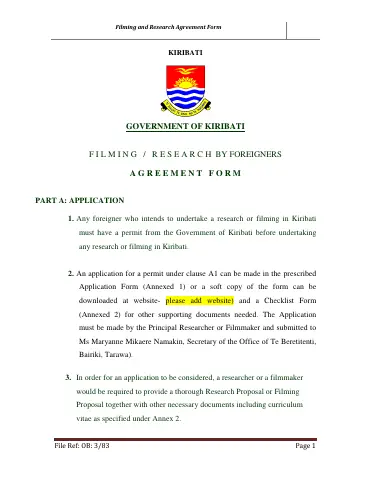 Filming and Research Agreement Form
KIRIBATI
GOVERNMENT OF KIRIBATI
F I L M I N G / R E S E A R C H BY FOREIGNERS
A G R E E M E N T F O R M
PART A: APPLICATION
1. Any foreigner who intends to undertake a research or filming in Kiribati
must have a permit from the Government of Kiribati before undertaking
any research or filming in Kiribati.
2. An application for a permit under clause A1 can be made in the prescribed
Application Form (Annexed 1) or a soft copy of the form can be
downloaded at website- please add website) and a Checklist Form
(Annexed 2) for other supporting documents needed. The Application
must be made by the Principal Researcher or Filmmaker and submitted to
Ms Maryanne Mikaere Namakin, Secretary of the Office of Te Beretitenti,
Bairiki, Tarawa).
3. In order for an application to be considered, a researcher or a filmmaker
would be required to provide a thorough Research Proposal or Filming
Proposal together with other necessary documents including curriculum
vitae as specified under Annex 2.
File Ref: OB: 3/83 Page 1